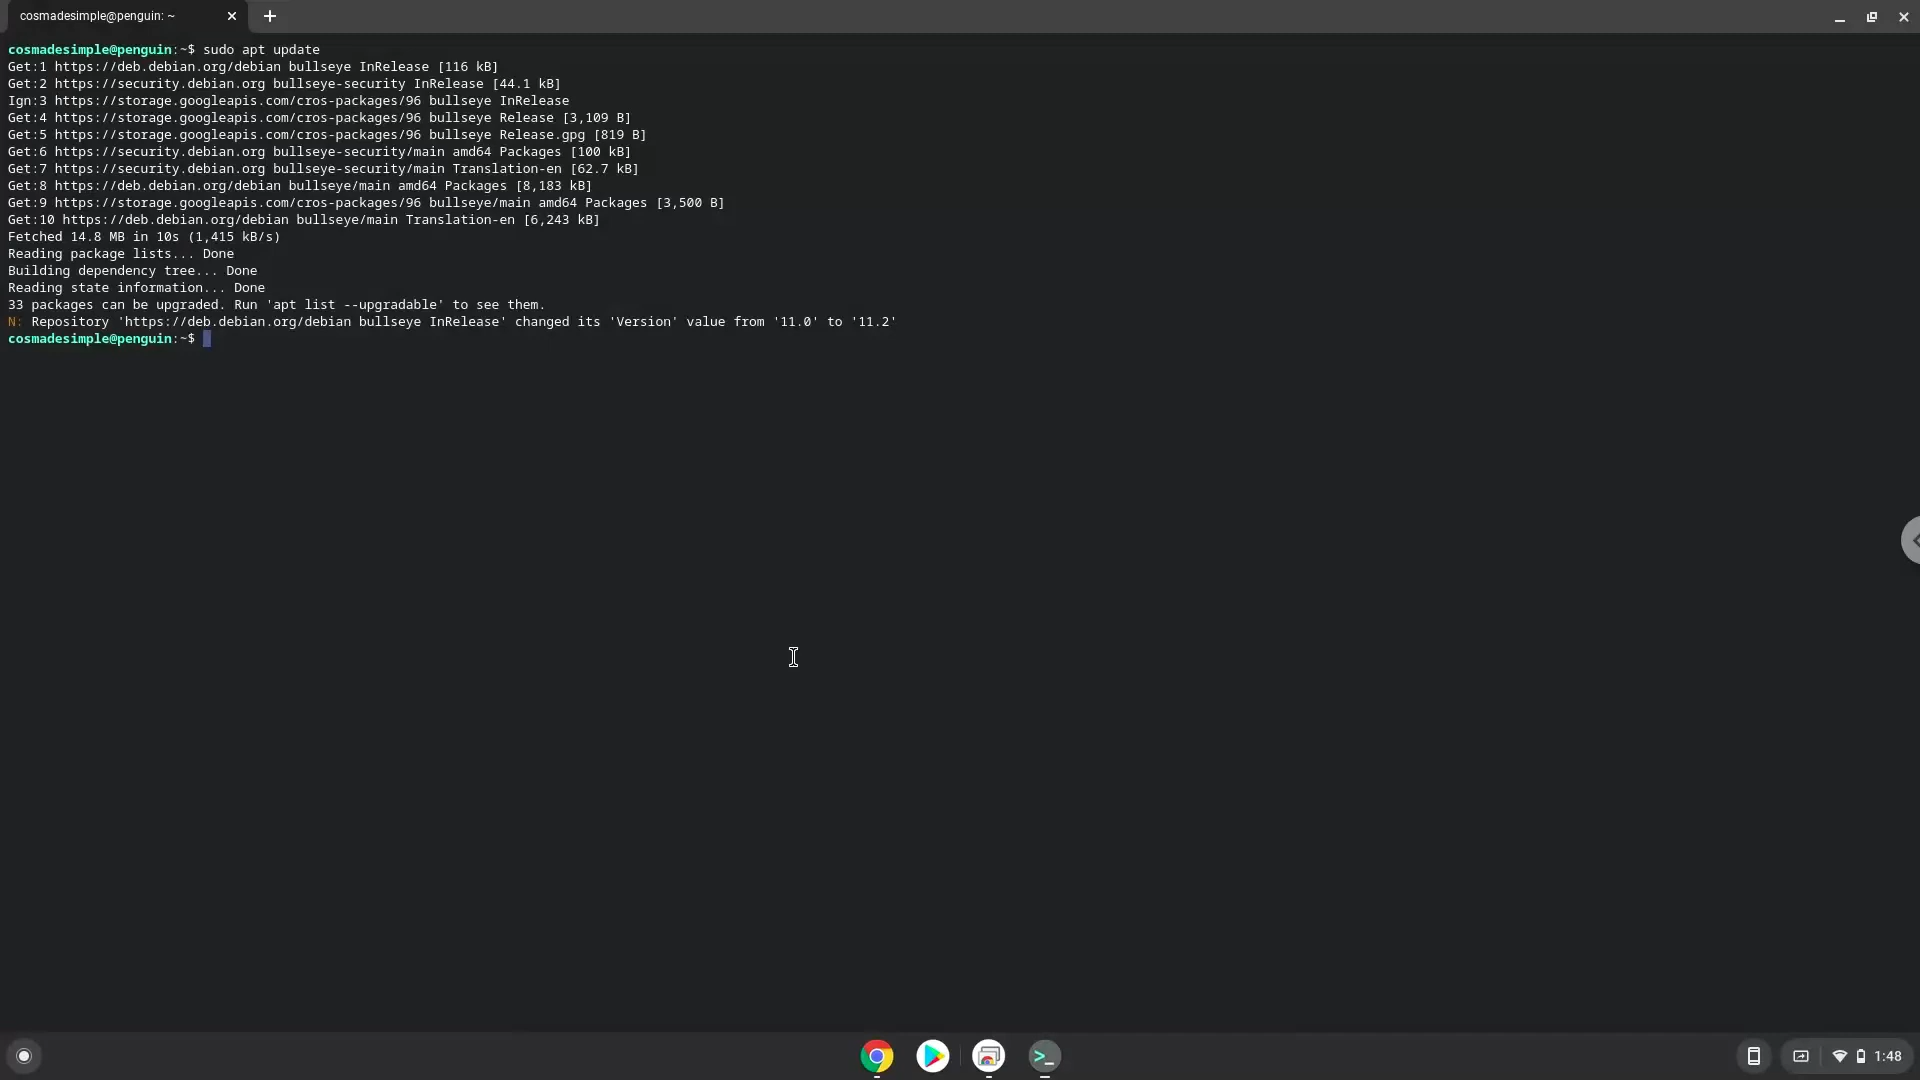 cosmadesimple@penguin: ~
cosmadesimple@penguin:~$ sudo apt update
Get:1 https://deb.debian.org/debian bullseye InRelease [116 kB]
Get:2 https://security.debian.org bullseye-security InRelease [44.1 kB]
Ign:3 https://storage.googleapis.com/cros-packages/96 bullseye InRelease
Get:4 https://storage.googleapis.com/cros-packages/96 bullseye Release [3,109 B]
Get:5 https://storage.googleapis.com/cros-packages/96 bullseye Release.gpg [819 B]
Get:6 https://security.debian.org bullseye-security/main amd64 Packages [100 kB]
Get:7 https://security.debian.org bullseye-security/main Translation-en [62.7 kB]
Get:8 https://deb.debian.org/debian bullseye/main amd64 Packages [8,183 kB]
Get:9 https://storage.googleapis.com/cros-packages/96 bullseye/main amd64 Packages [3,500 B]
Get:10 https://deb.debian.org/debian bullseye/main Translation-en [6,243 kB]
Fetched 14.8 MB in 10s (1,415 kB/s)
Reading package lists... Done
Building dependency tree... Done
Reading state information... Done
33 packages can be upgraded. Run 'apt list --upgradable' to see them.
N: Repository 'https://deb.debian.org/debian bullseye InRelease' changed its 'Version' value from '11.0' to '11.2'
cosmadesimple@penguin:~$
1:48